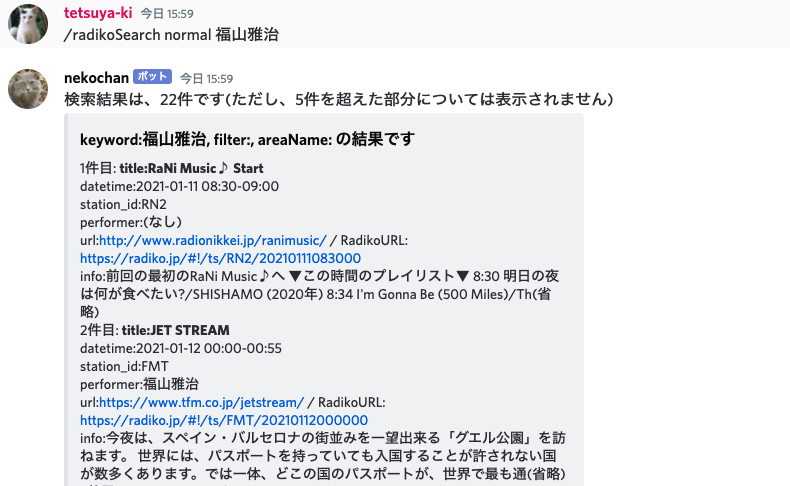 tetsuya-ki 今日 15:59
/radikoSearch normal 福山雅治
nekochan ボット 今日 15:59
検索結果は、22件です(ただし、5件を超えた部分については表示されません)
keyword:福山雅治, filter:, areaName: の結果です
1件目: title:RaNi Music♪ Start
datetime:2021-01-11 08:30-09:00
station_id:RN2
performer:(なし)
url:http://www.radionikkei.jp/ranimusic/ / RadikoURL:
https://radiko.jp/#!/ts/RN2/20210111083000
info:前回の最初のRaNi Music♪へ ▼この時間のプレイリスト▼ 8:30 明日の夜
は何が食べたい?/SHISHAMO (2020年) 8:34 I'm Gonna Be (500 Miles)/Th(省
略)
2件目: title:JET STREAM
datetime:2021-01-12 00:00-00:55
station_id:FMT
performer:福山雅治
url:https://www.tfm.co.jp/jetstream/ / RadikoURL:
https://radiko.jp/#!/ts/FMT/20210112000000
info:今夜は、スペイン・バルセロナの街並みを一望出来る「グエル公園」を訪
ねます。 世界には、パスポートを持っていても入国することが許されない国
が数多くあります。では一体、どこの国のパスポートが、世界で最も通(省略)